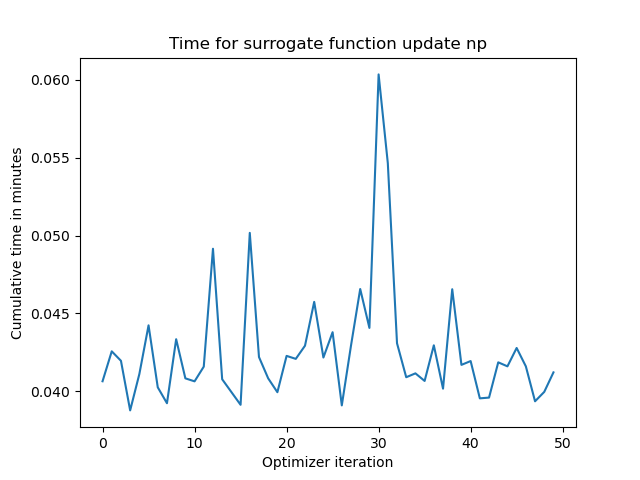 Time for surrogate function update np
Cumulative time in minutes
0.060
0.055
0.050
0.045
0.040
0 10 20 30 40 50
Optimizer iteration